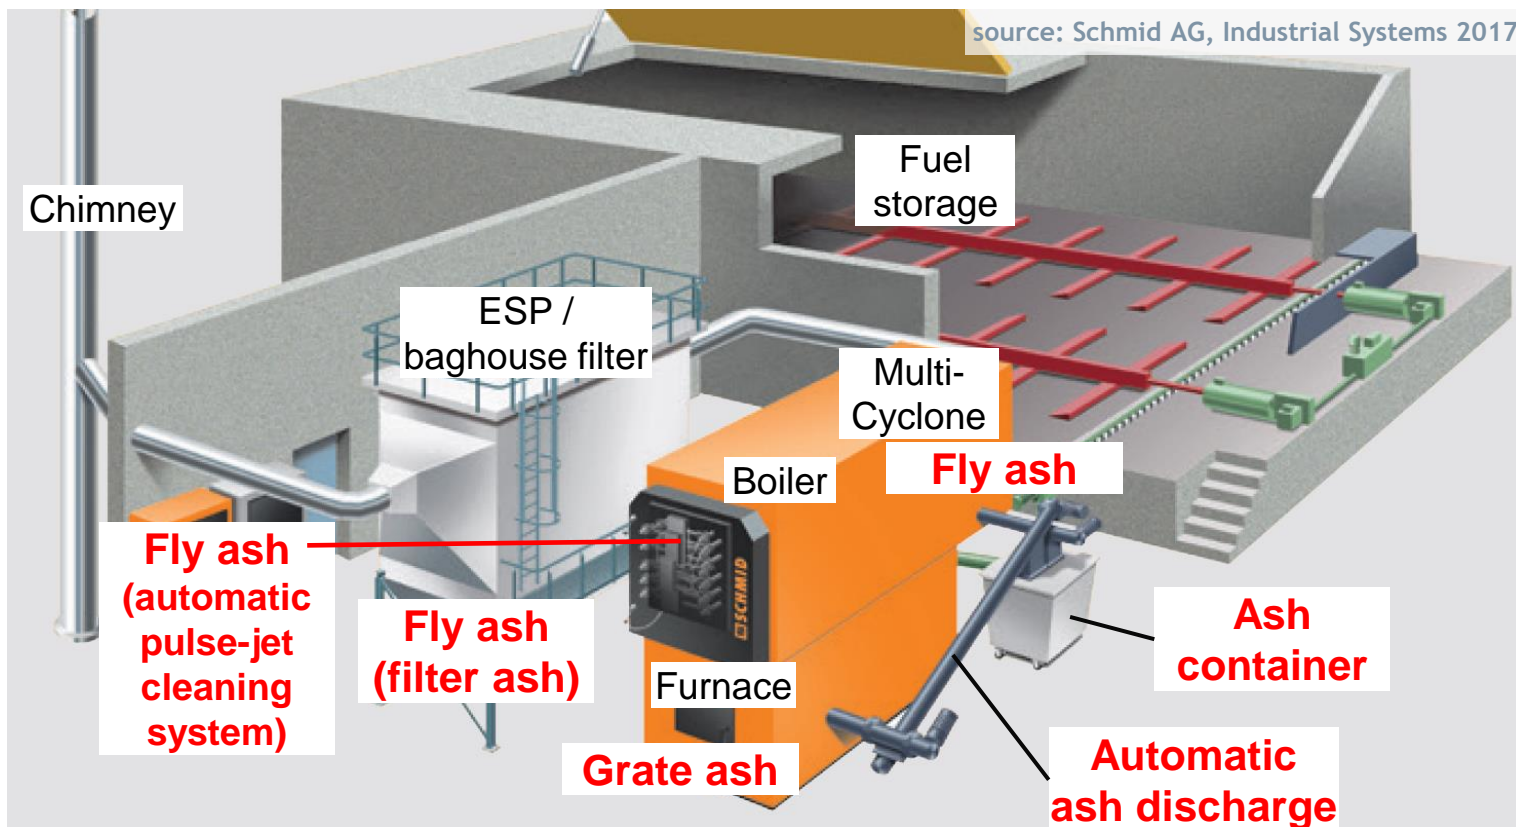 source: Schmid AG, Industrial Systems 2017
Fuel
storage
Chimney
ESP /
baghouse filter
Multi-
Cyclone
Fly ash
Boiler
SCHMID
Fly ash
(automatic
pulse-jet
cleaning
system)
Fly ash
(filter ash)
Furnace
Grate ash
Ash
container
Automatic
ash discharge